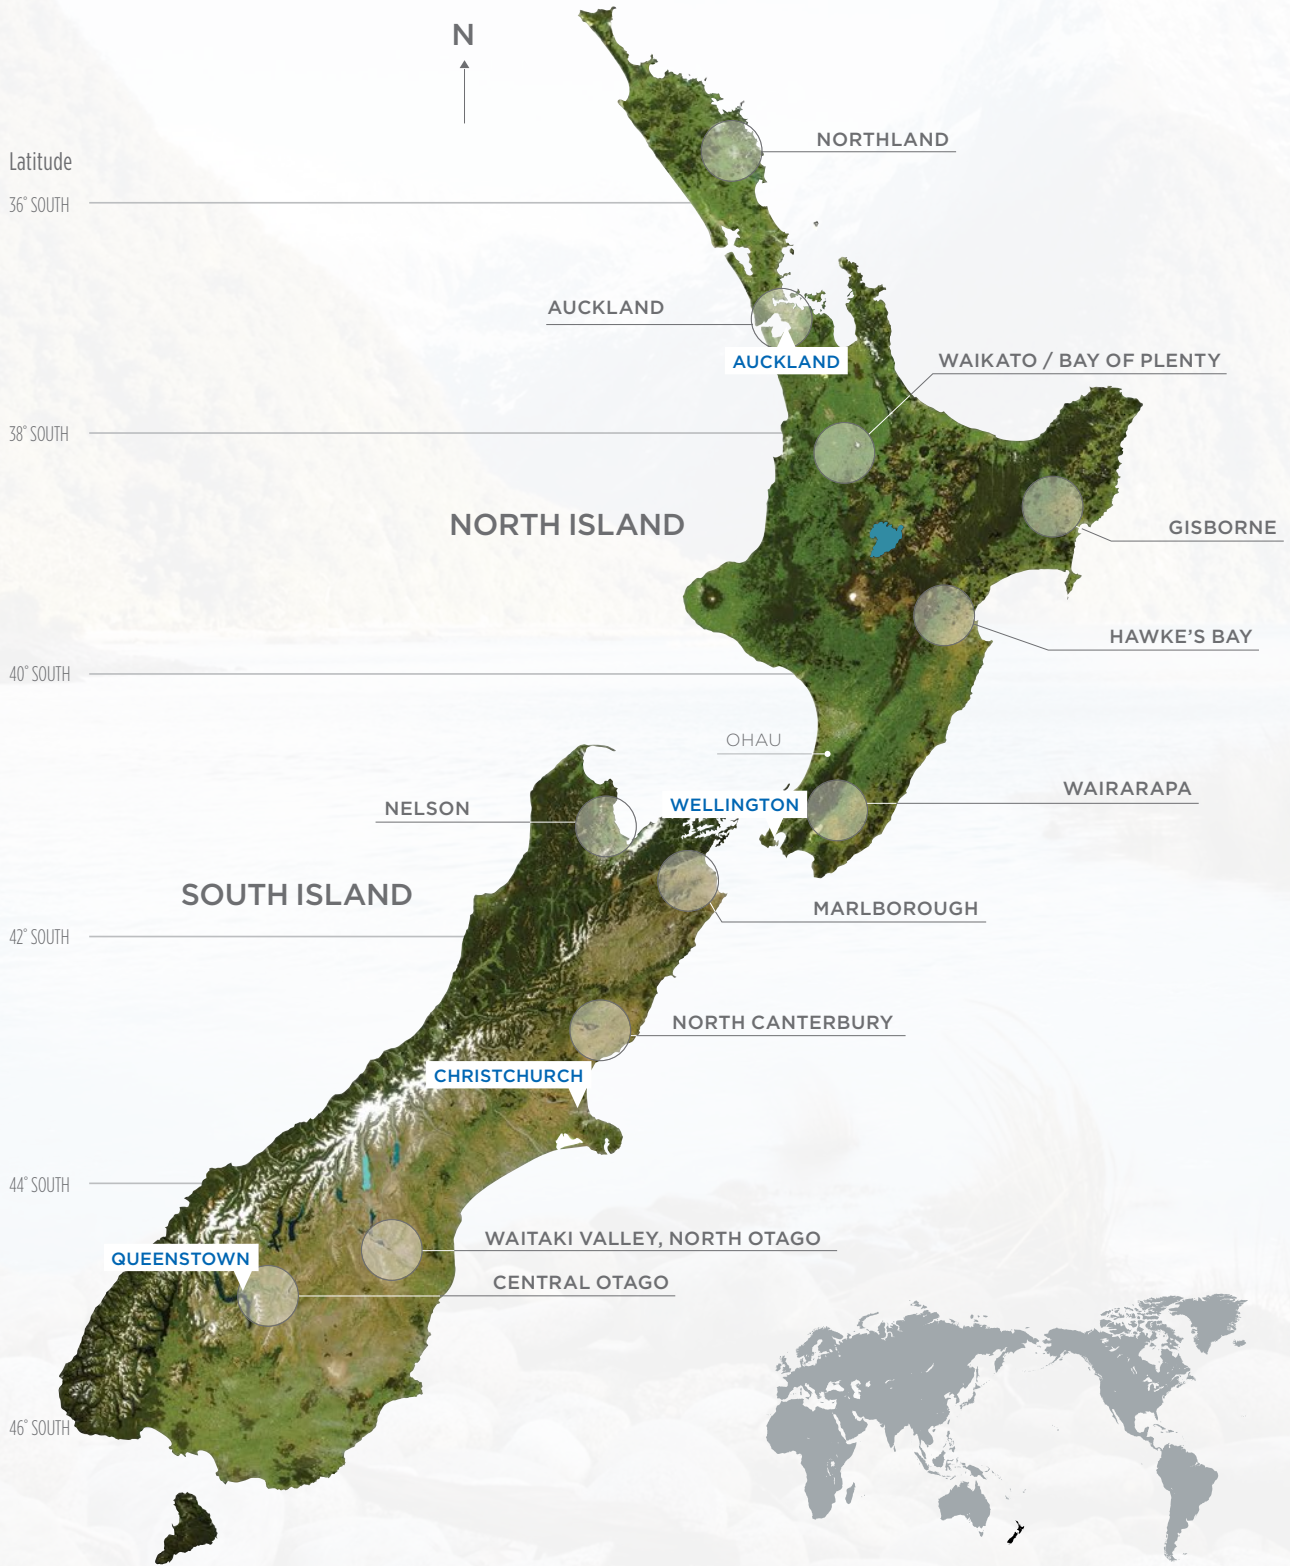 N
NORTHLAND
Latitude
36° SOUTH
AUCKLAND
AUCKLAND
WAIKATO / BAY OF PLENTY
38° SOUTH
NORTH ISLAND
GISBORNE
HAWKE'S BAY
40° SOUTH
OHAU
WAIRARAPA
WELLINGTON
NELSON
SOUTH ISLAND
MARLBOROUGH
42° SOUTH
NORTH CANTERBURY
CHRISTCHURCH
44° SOUTH
WAITAKI VALLEY, NORTH OTAGO
QUEENSTOWN
CENTRAL OTAGO
46° SOUTH